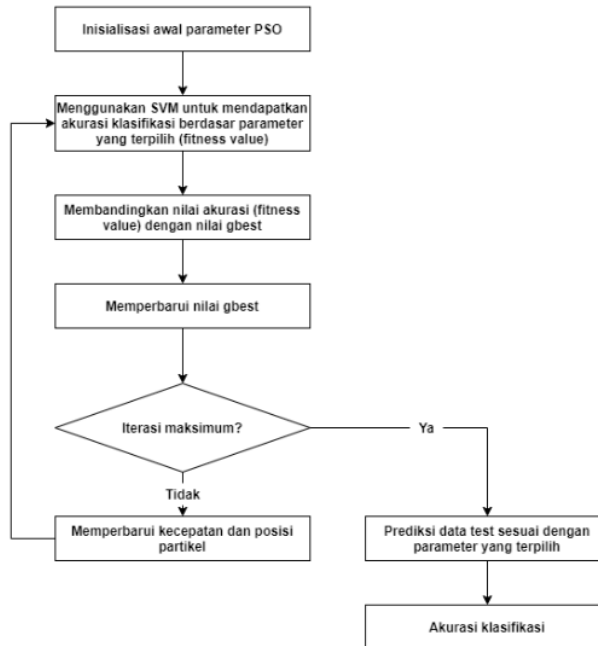 Inisialisasi awal parameter PSO
Menggunakan SVM untuk mendapatkan
akurasi klasifikasi berdasar parameter
yang terpilih (fitness value)
Membandingkan nilai akurasi (fitness
value) dengan nilai gbest
Memperbarui nilai gbest
Iterasi maksimum?
Ya
Tidak
Memperbarui kecepatan dan posisi
partikel
Prediksi data test sesuai dengan
parameter yang terpilih
Akurasi klasifikasi